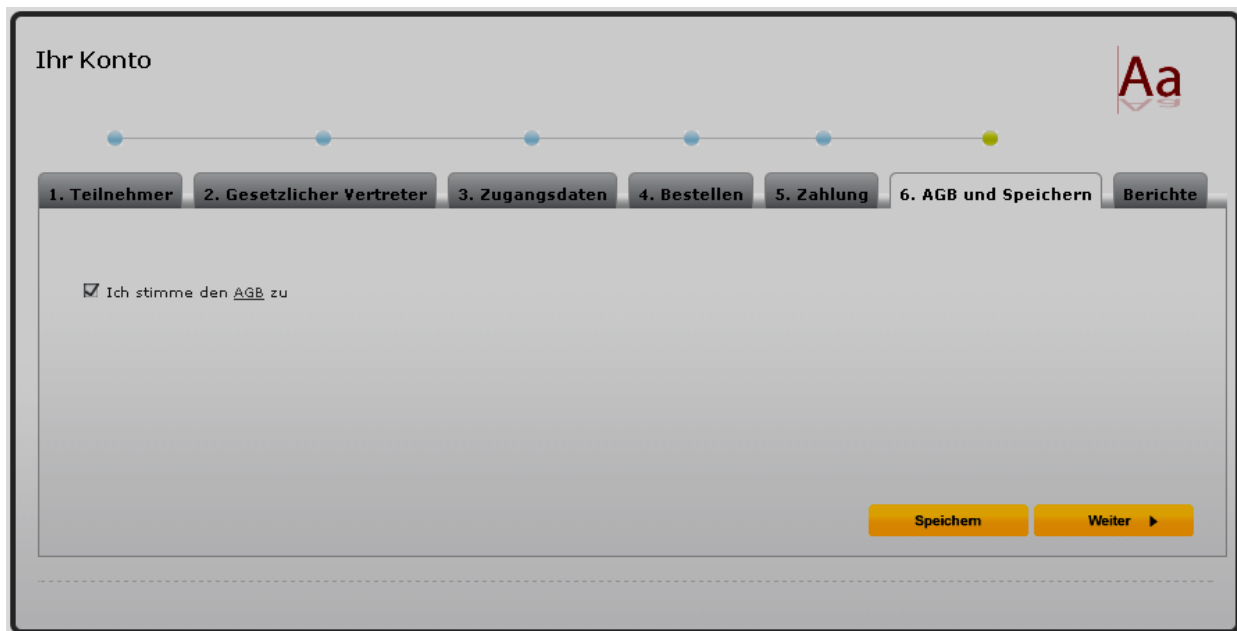 Ihr Konto
Aa
1. Teilnehmer 2. Gesetzlicher Vertreter 3. Zugangsdaten 4. Bestellen 5. Zahlung 6. AGB und Speichern Berichte
Ich stimme den AGB zu
Speichern Weiter